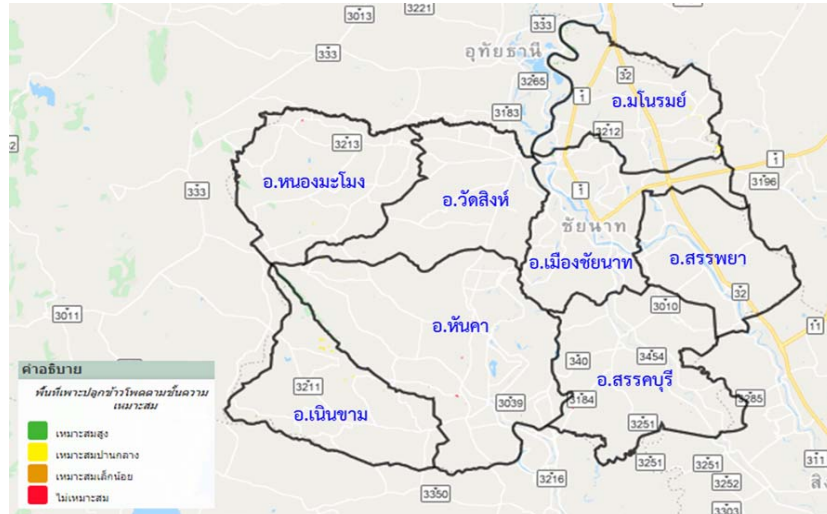 3013
3221
333
333
อุทัยธานี
32
3265
1
อ.มโนรมย์
3183
3212
3213
1
3196
อ.หนองมะโมง
333
1
อ.วัดสิงห์
ชัยนาท
อ.เมืองชัยนาท
อ.สรรพยา
32
3010
3011
อ.หันคา
11
340
3454
อ.สรรคบุรี
3211
อ.เนินขาม
3039
3184
3285
3251
3251
3251
3216
3252
311
3350
3303
คำอธิบาย
พื้นที่เพาะปลูกข้าวโพดตามชั้นความ
เหมาะสม
เหมาะสมสูง
เหมาะสมปานกลาง
เหมาะสมเล็กน้อย
ไม่เหมาะสม